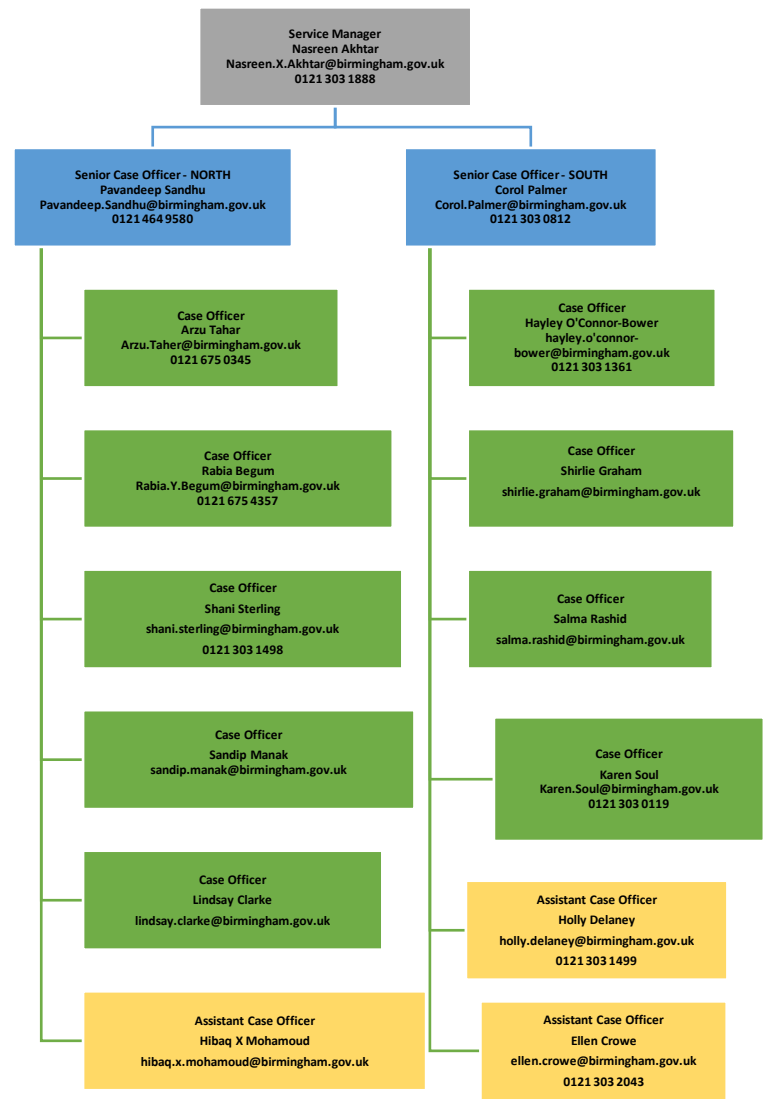 Service Manager
Nasreen Akhtar
Nasreen.X.Akhtar@birmingham.gov.uk
0121 303 1888
Senior Case Officer - NORTH
Pavandeep Sandhu
Pavandeep.Sandhu@birmingham.gov.uk
0121 464 9580
Senior Case Officer - SOUTH
Corol Palmer
Corol.Palmer@birmingham.gov.uk
0121 303 0812
Case Officer
Arzu Tahar
Arzu.Taher@birmingham.gov.uk
0121 675 0345
Case Officer
Hayley O'Connor-Bower
hayley.o'connor-
bower@birmingham.gov.uk
0121 303 1361
Case Officer
Rabia Begum
Rabia.Y.Begum@birmingham.gov.uk
0121 675 4357
Case Officer
Shirlie Graham
shirlie.graham@birmingham.gov.uk
Case Officer
Shani Sterling
shani.sterling@birmingham.gov.uk
0121 303 1498
Case Officer
Salma Rashid
salma.rashid@birmingham.gov.uk
Case Officer
Sandip Manak
sandip.manak@birmingham.gov.uk
Case Officer
Karen Soul
Karen.Soul@birmingham.gov.uk
0121 303 0119
Case Officer
Lindsay Clarke
lindsay.clarke@birmingham.gov.uk
Assistant Case Officer
Holly Delaney
holly.delaney@birmingham.gov.uk
0121 303 1499
Assistant Case Officer
Hibaq X Mohamoud
hibaq.x.mohamoud@birmingham.gov.uk
Assistant Case Officer
Ellen Crowe
ellen.crowe@birmingham.gov.uk
0121 303 2043